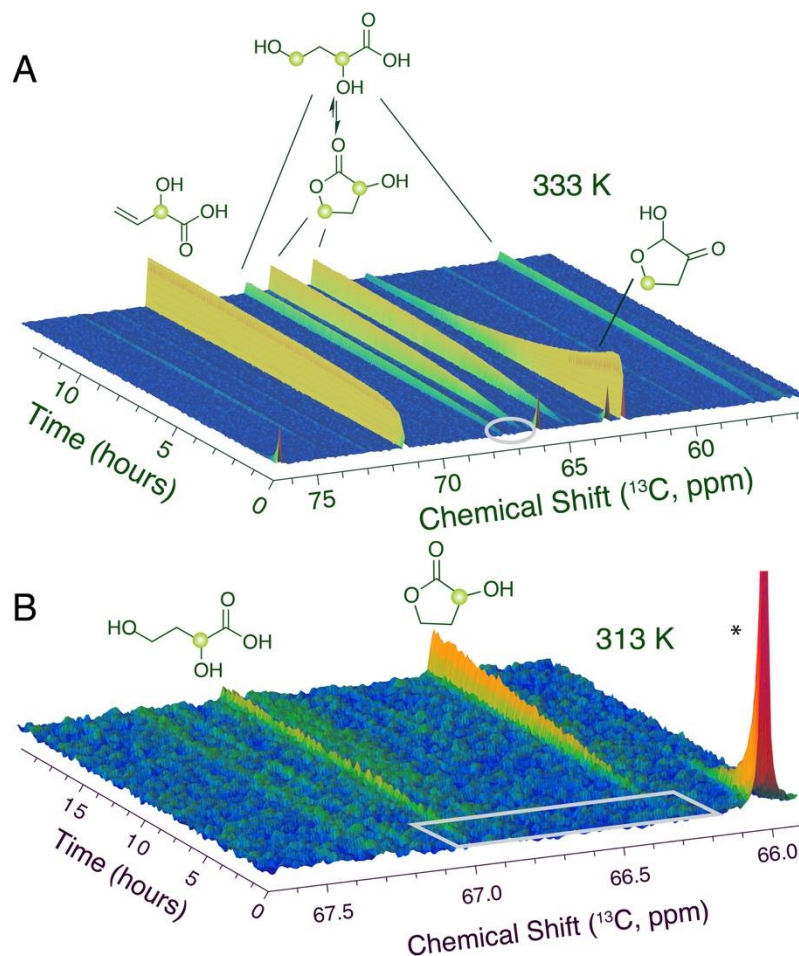 A
HO
O
OH
OH
O
O
OH
OH
OH
O
333 K
HO
O
O
10
5
0
Time (hours)
75
70
65
60
Chemical Shift (¹³C, ppm)
B
HO
O
OH
OH
O
O
OH
313 K
*
15
10
5
0
Time (hours)
67.5
67.0
66.5
66.0
Chemical Shift (¹³C, ppm)